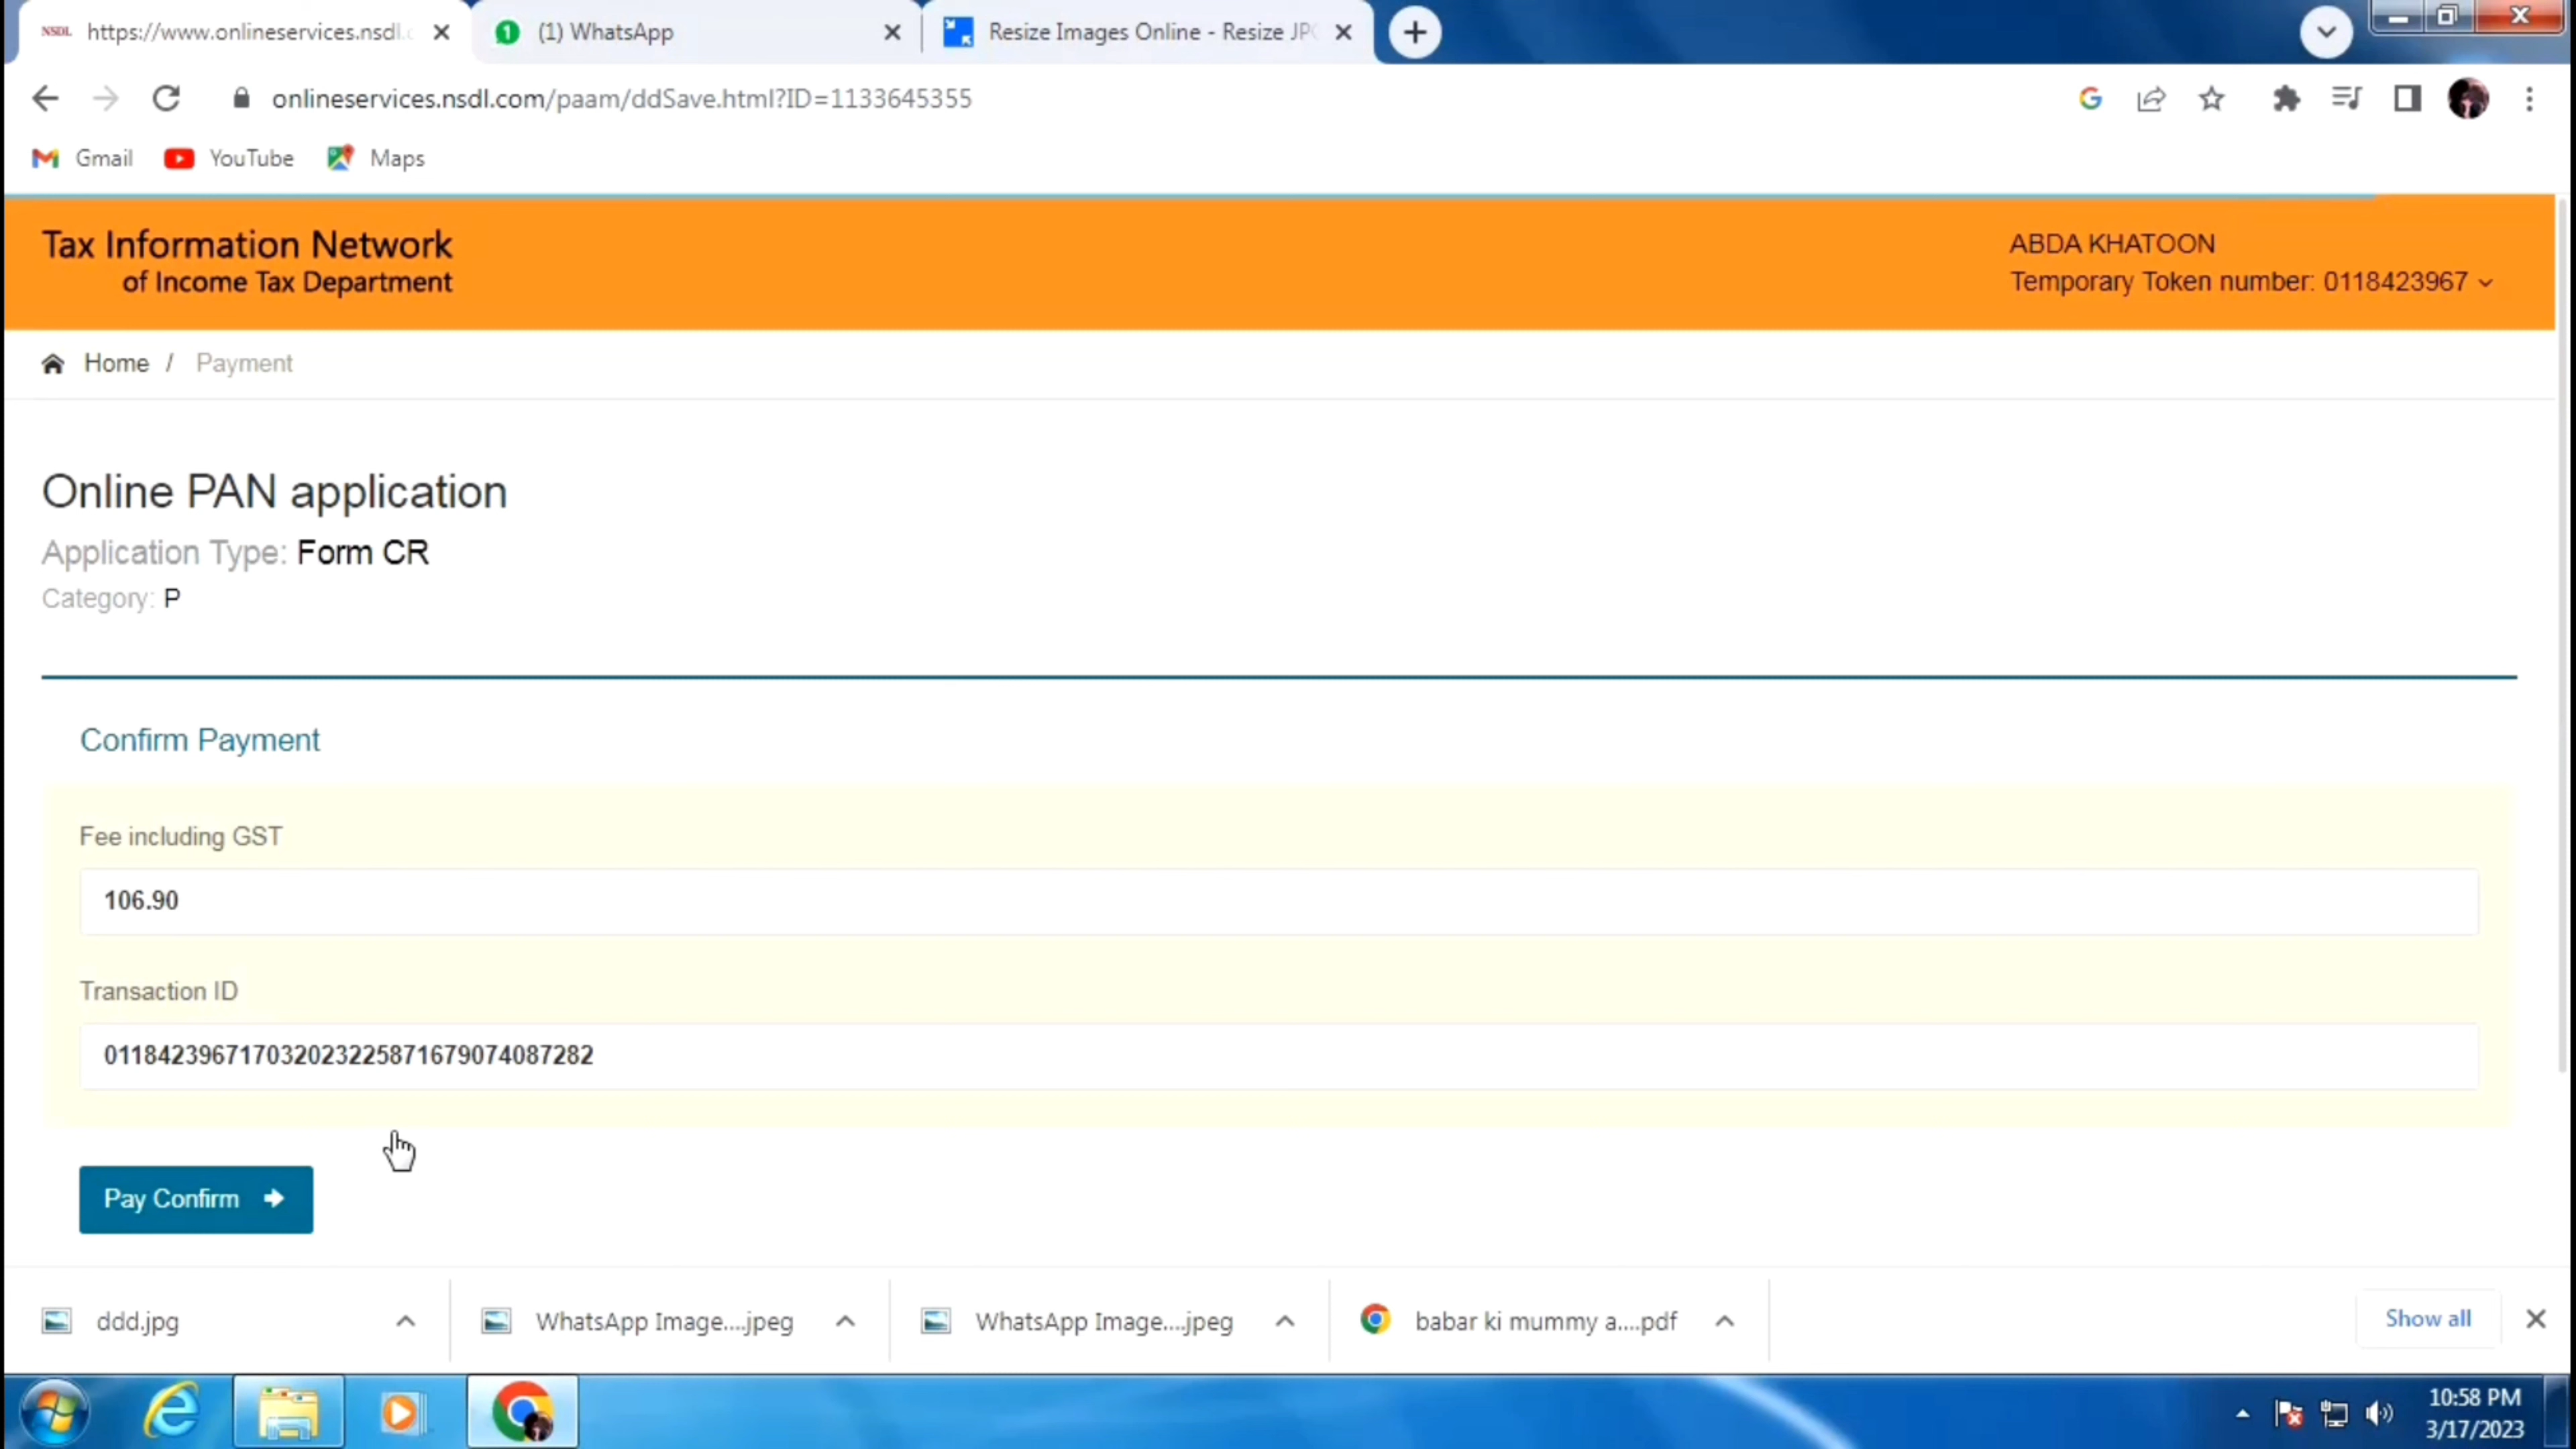 NSDL https://www.onlineservices.nsdl.c
1 (1) WhatsApp
Resize Images Online - Resize JP
onlineservices.nsdl.com/paam/ddSave.html?ID=1133645355
Gmail YouTube Maps
Tax Information Network
of Income Tax Department
ABDA KHATOON
Temporary Token number: 0118423967
Home / Payment
Online PAN application
Application Type: Form CR
Category: P
Confirm Payment
Fee including GST
106.90
Transaction ID
011842396717032023225871679074087282
Pay Confirm
ddd.jpg
WhatsApp Image....jpeg
WhatsApp Image....jpeg
babar ki mummy a....pdf
Show all
10:58 PM
3/17/2023